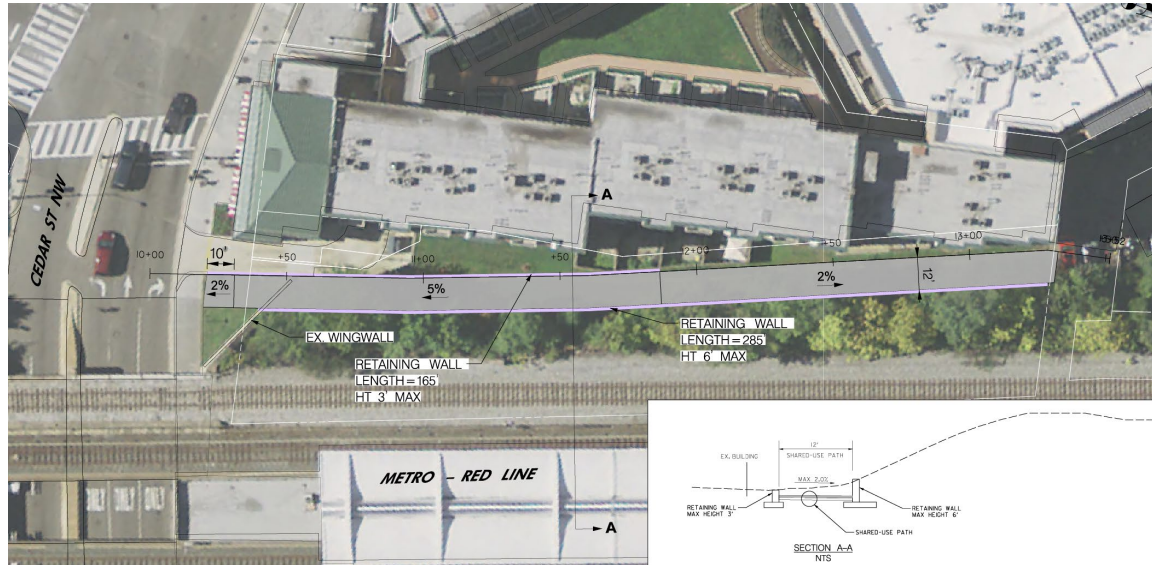 A
CEDAR ST NW
10'
10+00
+50
11+00
+50
12+00
+50
13+00
2%
5%
2%
12'
EX. WINGWALL
RETAINING WALL
LENGTH=165'
HT 3' MAX
RETAINING WALL
LENGTH=285'
HT 6' MAX
METRO - RED LINE
A
12'
SHARED-USE PATH
EX. BUILDING
MAX 2.0%
RETAINING WALL
MAX HEIGHT 3'
RETAINING WALL
MAX HEIGHT 6'
SHARED-USE PATH
SECTION A-A
NTS